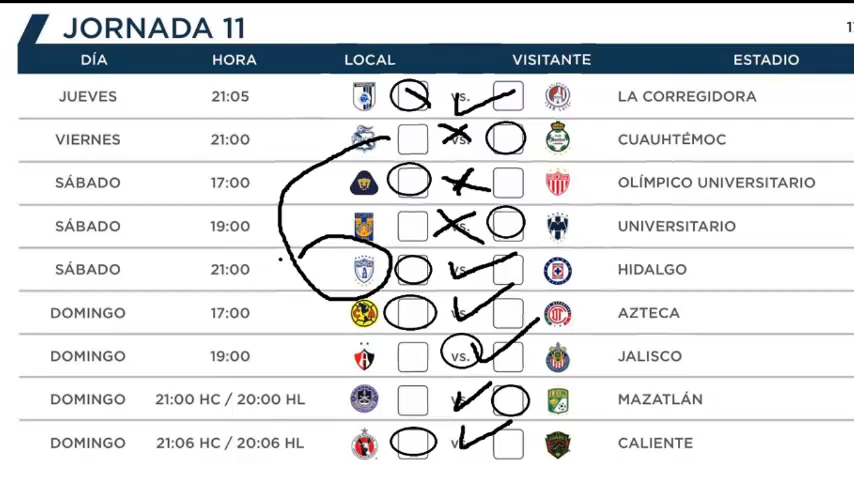 JORNADA 11
DÍA HORA LOCAL VISITANTE ESTADIO
JUEVES 21:05 vs. LA CORREGIDORA
VIERNES 21:00 vs. CUAUHTÉMOC
SÁBADO 17:00 OLÍMPICO UNIVERSITARIO
SÁBADO 19:00 vs. UNIVERSITARIO
SÁBADO 21:00 vs. HIDALGO
DOMINGO 17:00 vs. AZTECA
DOMINGO 19:00 vs. JALISCO
DOMINGO 21:00 HC / 20:00 HL vs. MAZATLÁN
DOMINGO 21:06 HC / 20:06 HL vs. CALIENTE